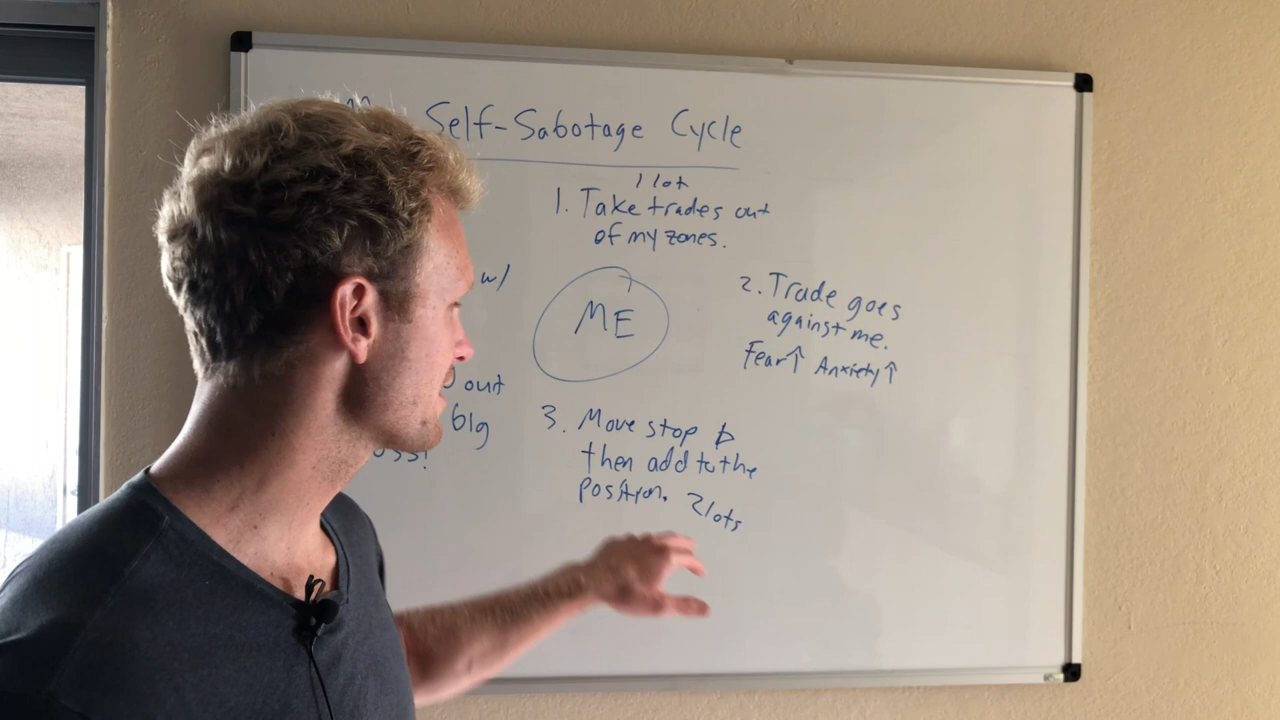 Self-Sabotage Cycle
1 lot
1. Take trades out
of my zones.
w/
ME
2. Trade goes
against me.
Fear↑ Anxiety↑
out
big
3. Move stop &
then add to the
position. 2 lots